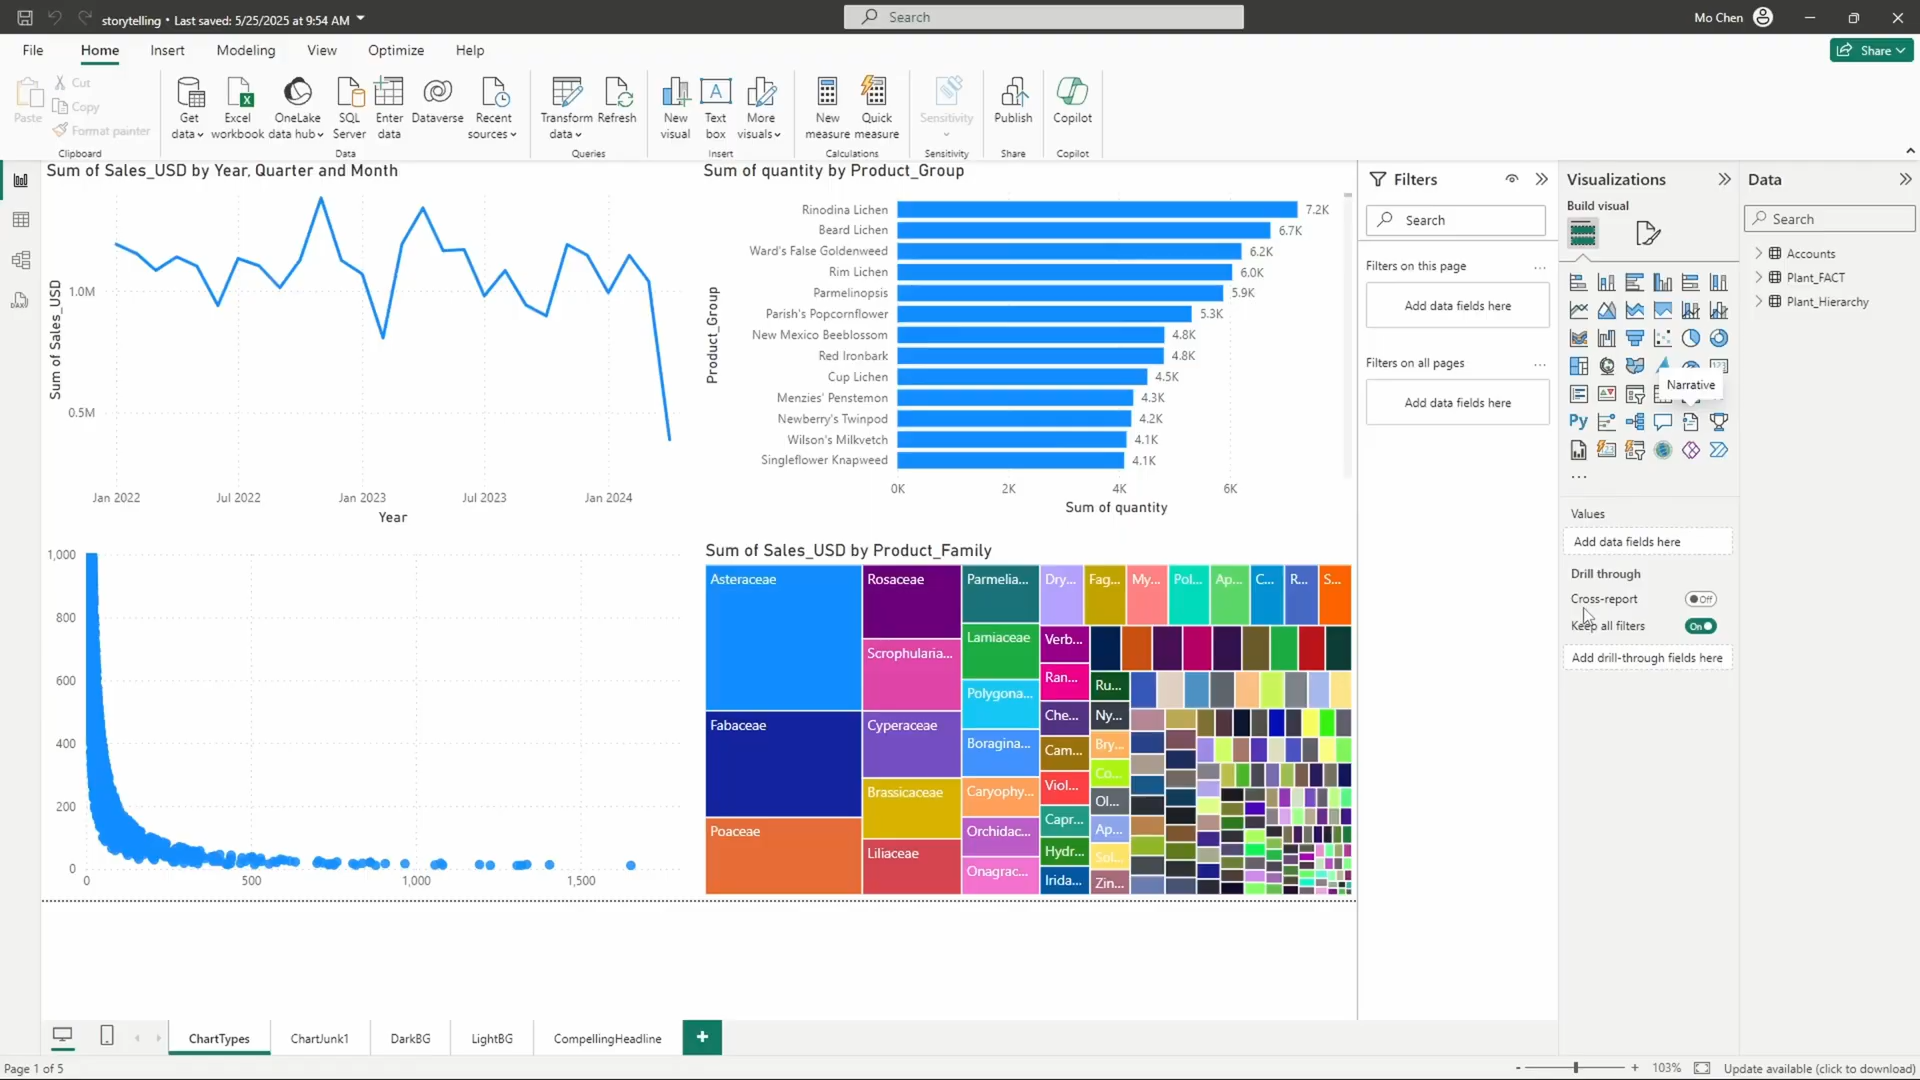 storytelling • Last saved: 5/25/2025 at 9:54 AM
Search
Mo Chen
File
Home
Insert
Modeling
View
Optimize
Help
Share
Paste
Cut
Copy
Format painter
Clipboard
Get data
Excel workbook
OneLake data hub
SQL Server
Enter data
Dataverse
Recent sources
Data
Transform data
Refresh
Queries
New visual
Text box
More visuals
Insert
New measure
Quick measure
Calculations
Sensitivity
Sensitivity
Publish
Share
Copilot
Copilot
Sum of Sales_USD by Year, Quarter and Month
Sum of Sales_USD
1.0M
0.5M
Jan 2022
Jul 2022
Jan 2023
Jul 2023
Jan 2024
Year
Sum of quantity by Product_Group
Product_Group
Rinodina Lichen 7.2K
Beard Lichen 6.7K
Ward's False Goldenweed 6.2K
Rim Lichen 6.0K
Parmelinopsis 5.9K
Parish's Popcornflower 5.3K
New Mexico Beeblossom 4.8K
Red Ironbark 4.8K
Cup Lichen 4.5K
Menzies' Penstemon 4.3K
Newberry's Twinpod 4.2K
Wilson's Milkvetch 4.1K
Singleflower Knapweed 4.1K
0K
2K
4K
6K
Sum of quantity
1,000
800
600
400
200
0
0
500
1,000
1,500
Sum of Sales_USD by Product_Family
Asteraceae
Fabaceae
Poaceae
Rosaceae
Scrophularia...
Cyperaceae
Brassicaceae
Liliaceae
Parmelia...
Lamiaceae
Polygona...
Boragina...
Caryophy...
Orchidac...
Onagrac...
Dry...
Fag...
My...
Pol...
Ap...
C...
R...
S...
Verb...
Ran...
Che...
Cam...
Viol...
Capr...
Hydr...
Irida...
Ru...
Ny...
Bry...
Co...
Ol...
Ap...
Sol...
Zin...
Filters
Search
Filters on this page
...
Add data fields here
Filters on all pages
...
Add data fields here
Visualizations
Build visual
123
Narrative
Py
...
Values
Add data fields here
Drill through
Cross-report
Off
Keep all filters
On
Add drill-through fields here
Data
Search
Accounts
Plant_FACT
Plant_Hierarchy
ChartTypes
ChartJunk1
DarkBG
LightBG
CompellingHeadline
+
Page 1 of 5
- + 103%
Update available (click to download)